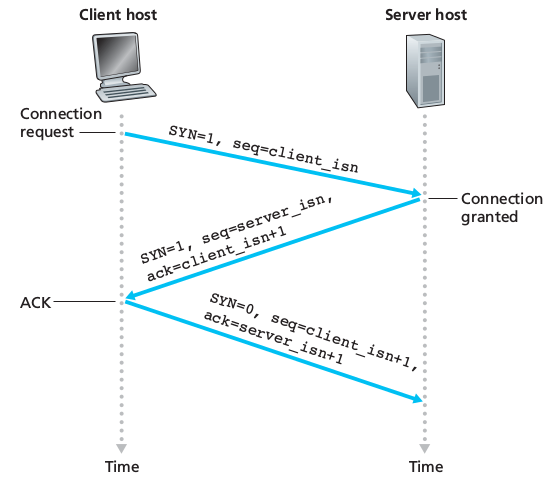 Client host
Server host
Connection
request
SYN=1, seq=client_isn
Connection
granted
SYN=1, seq=server_isn,
ack=client_isn+1
ACK
SYN=0, seq=client_isn+1,
ack=server_isn+1
Time
Time